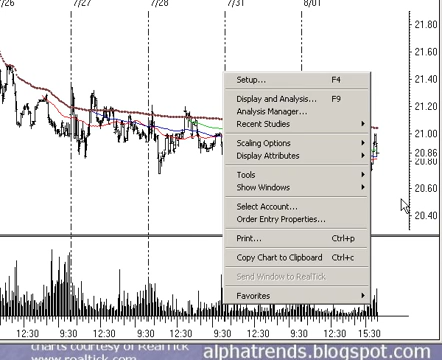 7/26 7/27 7/28 7/31 8/01
21.80
21.60
21.40
21.20
21.00
20.86
20.80
20.60
20.40
Setup... F4
Display and Analysis... F9
Analysis Manager...
Recent Studies
Scaling Options
Display Attributes
Tools
Show Windows
Select Account...
Order Entry Properties...
Print... Ctrl+p
Copy Chart to Clipboard Ctrl+c
Send Window to RealTick
Favorites
12:30 9:30 12:30 9:30 12:30 9:30 12:30 9:30 12:30 15:30
charts courtesy of RealTick
www.realtick.com
alphatrends.blogspot.com